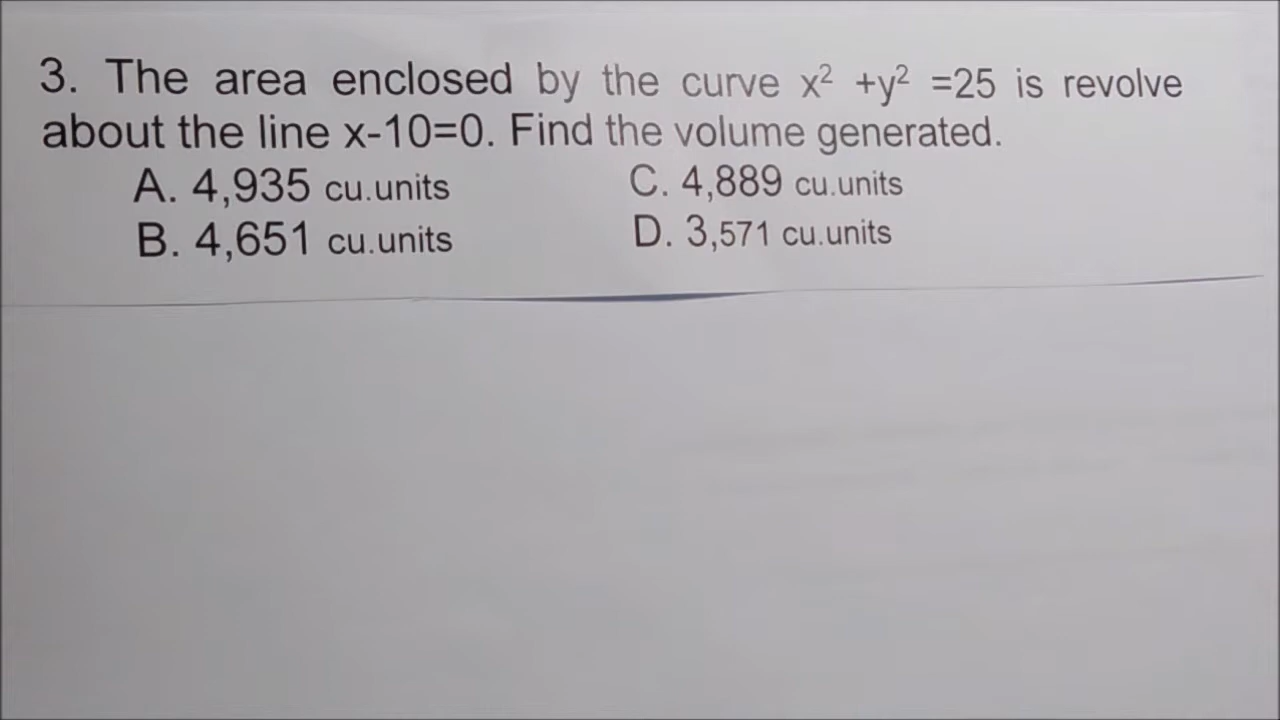 3. The area enclosed by the curve x² +y² =25 is revolve
about the line x-10=0. Find the volume generated.
A. 4,935 cu.units C. 4,889 cu.units
B. 4,651 cu.units D. 3,571 cu.units